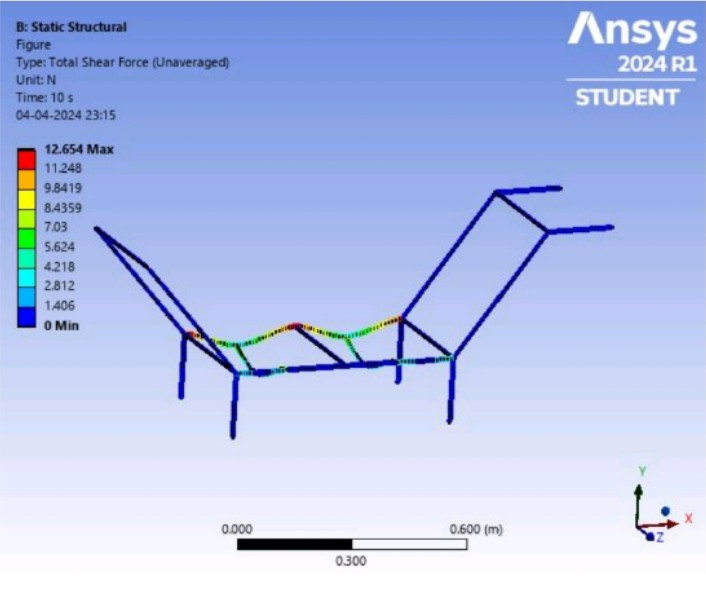 B: Static Structural
Figure
Type: Total Shear Force (Unaveraged)
Unit: N
Time: 10 s
04-04-2024 23:15
Ansys
2024 R1
STUDENT
12.654 Max
11.248
9.8419
8.4359
7.03
5.624
4.218
2.812
1.406
0 Min
0.000
0.600 (m)
0.300
Y
X
Z